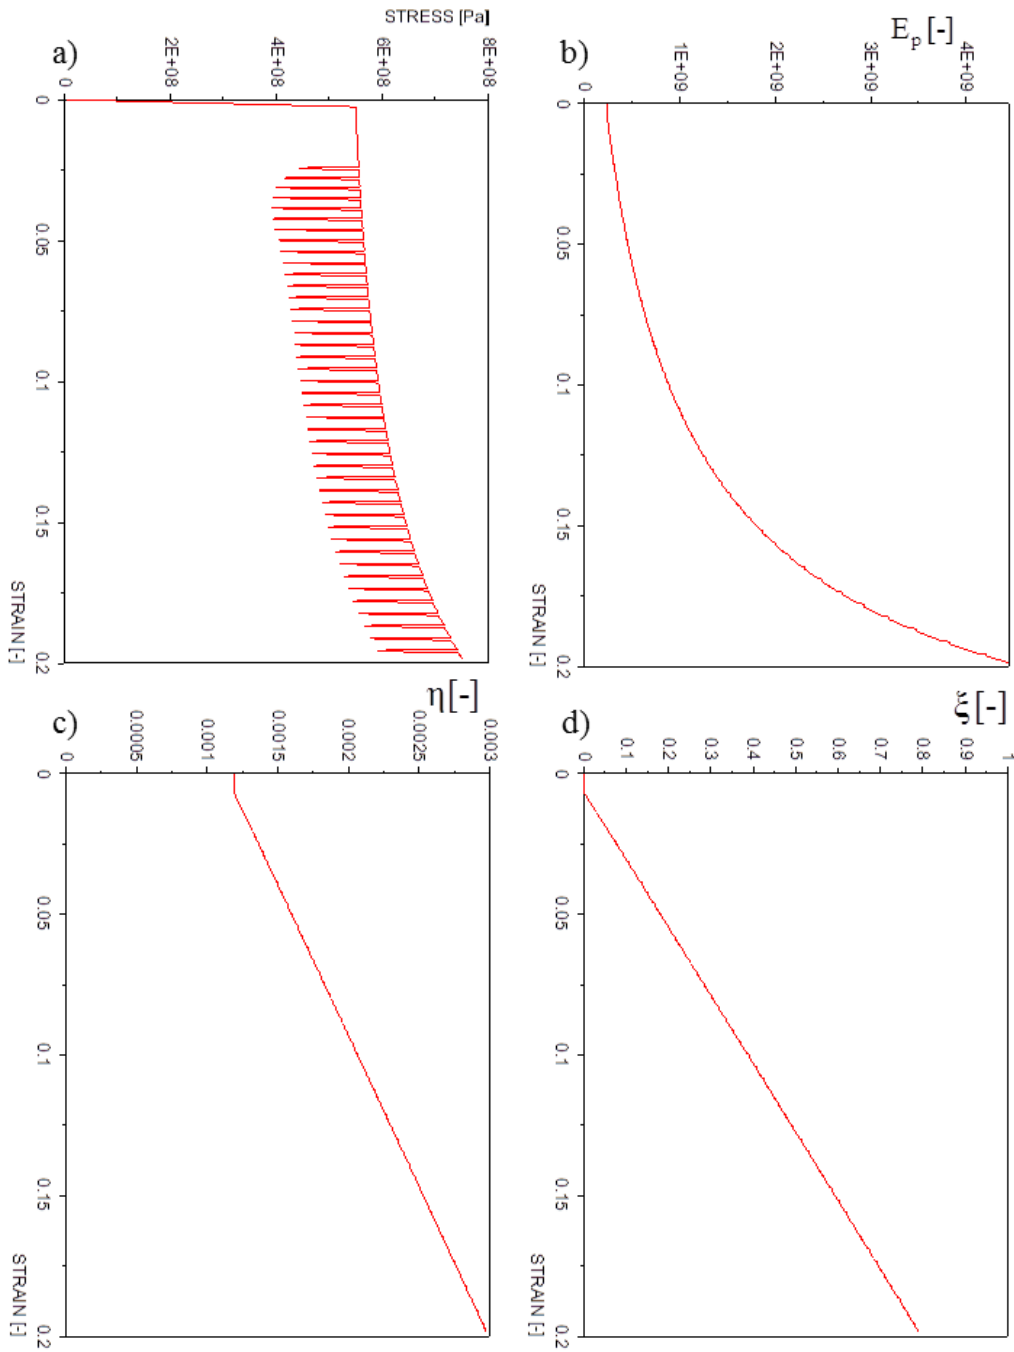 STRESS [Pa]
a)
0
2E+08
4E+08
6E+08
8E+08
0
0.05
0.1
0.15
0.2
STRAIN [-]
E_p [-]
b)
0
1E+09
2E+09
3E+09
4E+09
0
0.05
0.1
0.15
0.2
STRAIN [-]
η[-]
c)
0
0.0005
0.001
0.0015
0.002
0.0025
0.003
0
0.05
0.1
0.15
0.2
STRAIN [-]
ξ[-]
d)
0
0.1
0.2
0.3
0.4
0.5
0.6
0.7
0.8
0.9
1
0
0.05
0.1
0.15
0.2
STRAIN [-]